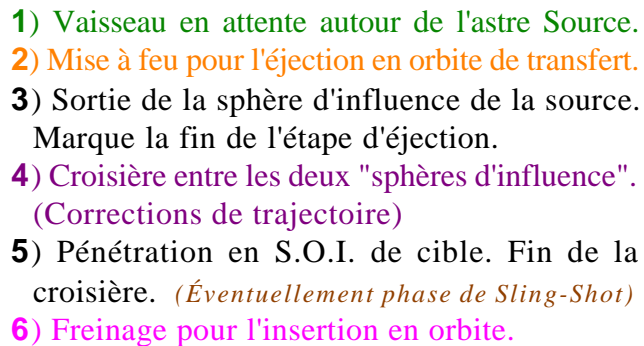 1) Vaisseau en attente autour de l'astre Source.
2) Mise à feu pour l'éjection en orbite de transfert.
3) Sortie de la sphère d'influence de la source.
Marque la fin de l'étape d'éjection.
4) Croisière entre les deux "sphères d'influence".
(Corrections de trajectoire)
5) Pénétration en S.O.I. de cible. Fin de la
croisière. (Éventuellement phase de Sling-Shot)
6) Freinage pour l'insertion en orbite.